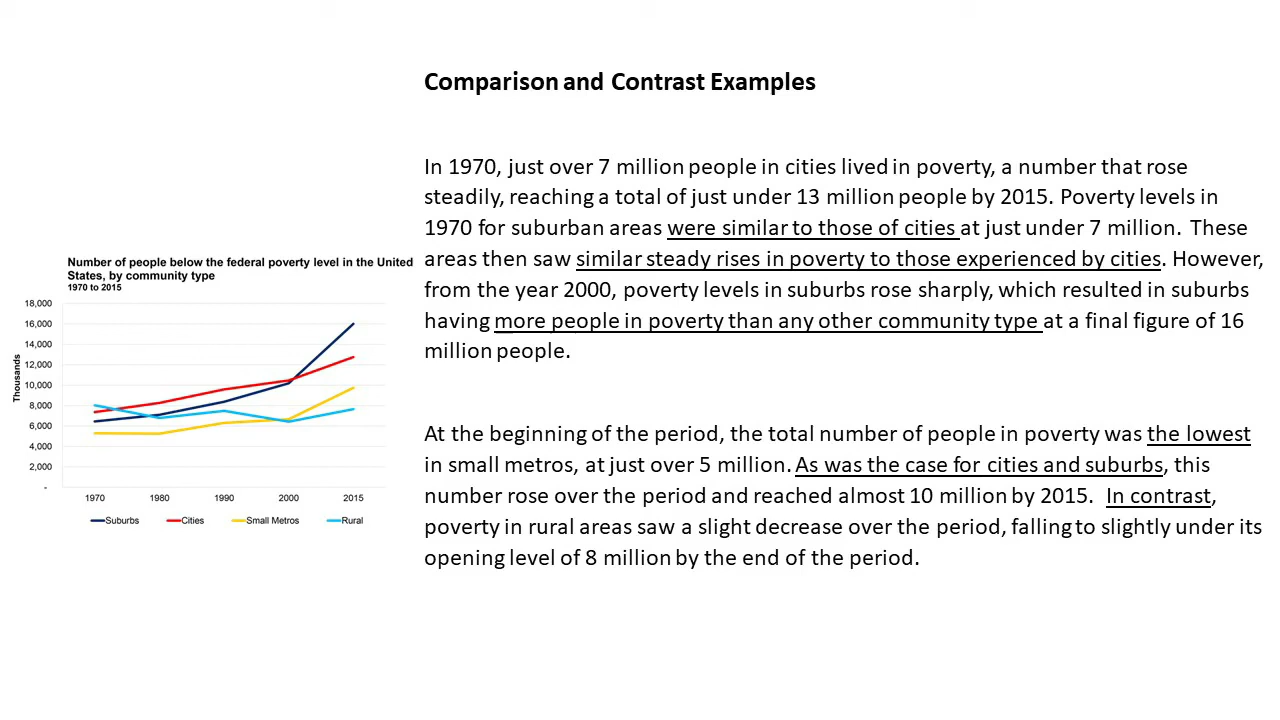 Comparison and Contrast Examples
In 1970, just over 7 million people in cities lived in poverty, a number that rose
steadily, reaching a total of just under 13 million people by 2015. Poverty levels in
1970 for suburban areas were similar to those of cities at just under 7 million. These
areas then saw similar steady rises in poverty to those experienced by cities. However,
from the year 2000, poverty levels in suburbs rose sharply, which resulted in suburbs
having more people in poverty than any other community type at a final figure of 16
million people.
At the beginning of the period, the total number of people in poverty was the lowest
in small metros, at just over 5 million. As was the case for cities and suburbs, this
number rose over the period and reached almost 10 million by 2015. In contrast,
poverty in rural areas saw a slight decrease over the period, falling to slightly under its
opening level of 8 million by the end of the period.
Number of people below the federal poverty level in the United
States, by community type
1970 to 2015
Thousands
18,000
16,000
14,000
12,000
10,000
8,000
6,000
4,000
2,000
-
1970 1980 1990 2000 2015
Suburbs Cities Small Metros Rural